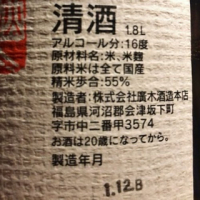 清酒 1.8L
アルコール分:16度
原材料名:米、米麹
原料米は全て国産
精米歩合:55%
製造者:株式会社廣木酒造本店
福島県河沼郡会津坂下町
字市中二番甲3574
お酒は20歳になってから。
製造年月
1.12.B